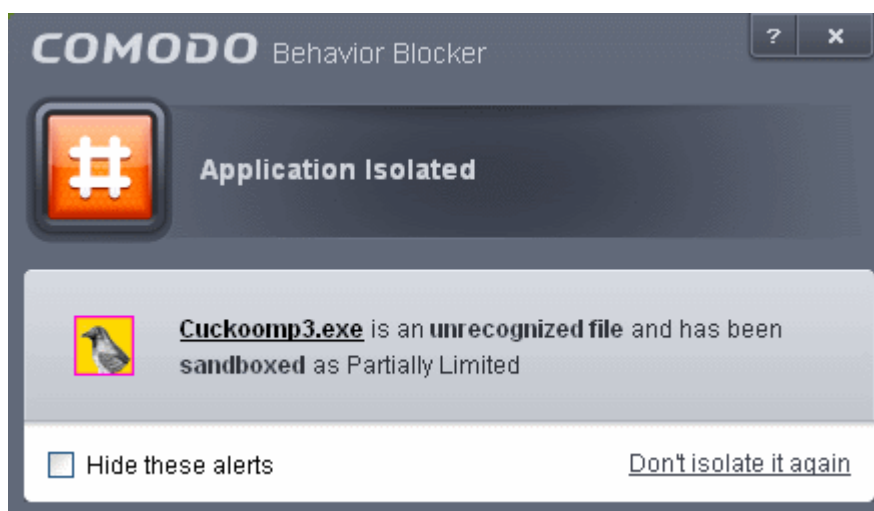 COMODO Behavior Blocker
? x
Application Isolated
Cuckoomp3.exe is an unrecognized file and has been
sandboxed as Partially Limited
Hide these alerts
Don't isolate it again